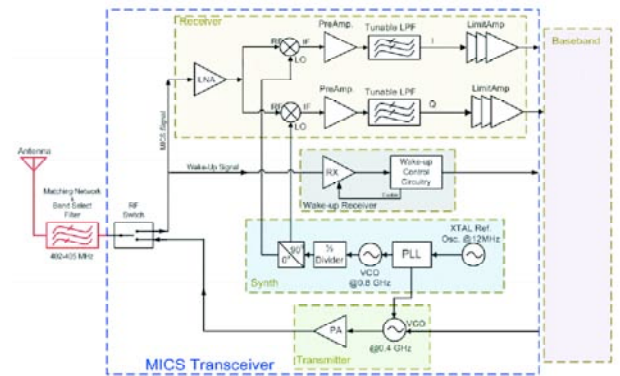 Receiver
PreAmp.
Tunable LPF
LimitAmp
Baseband
RF
IF
LO
I
LNA
PreAmp.
Tunable LPF
LimitAmp
RF
IF
LO
Q
MICS Signal
Antenna
Wake-Up Signal
RX
Wake-up
Control
Circuitry
Enable
Wake-up Receiver
Matching Network
&
Band Select
Filter
RF
Switch
402-405 MHz
XTAL Ref.
Osc. @12MHz
90°
0°
½
Divider
PLL
VCO
@0.8 GHz
Synth
PA
VCO
@0.4 GHz
Transmitter
MICS Transceiver